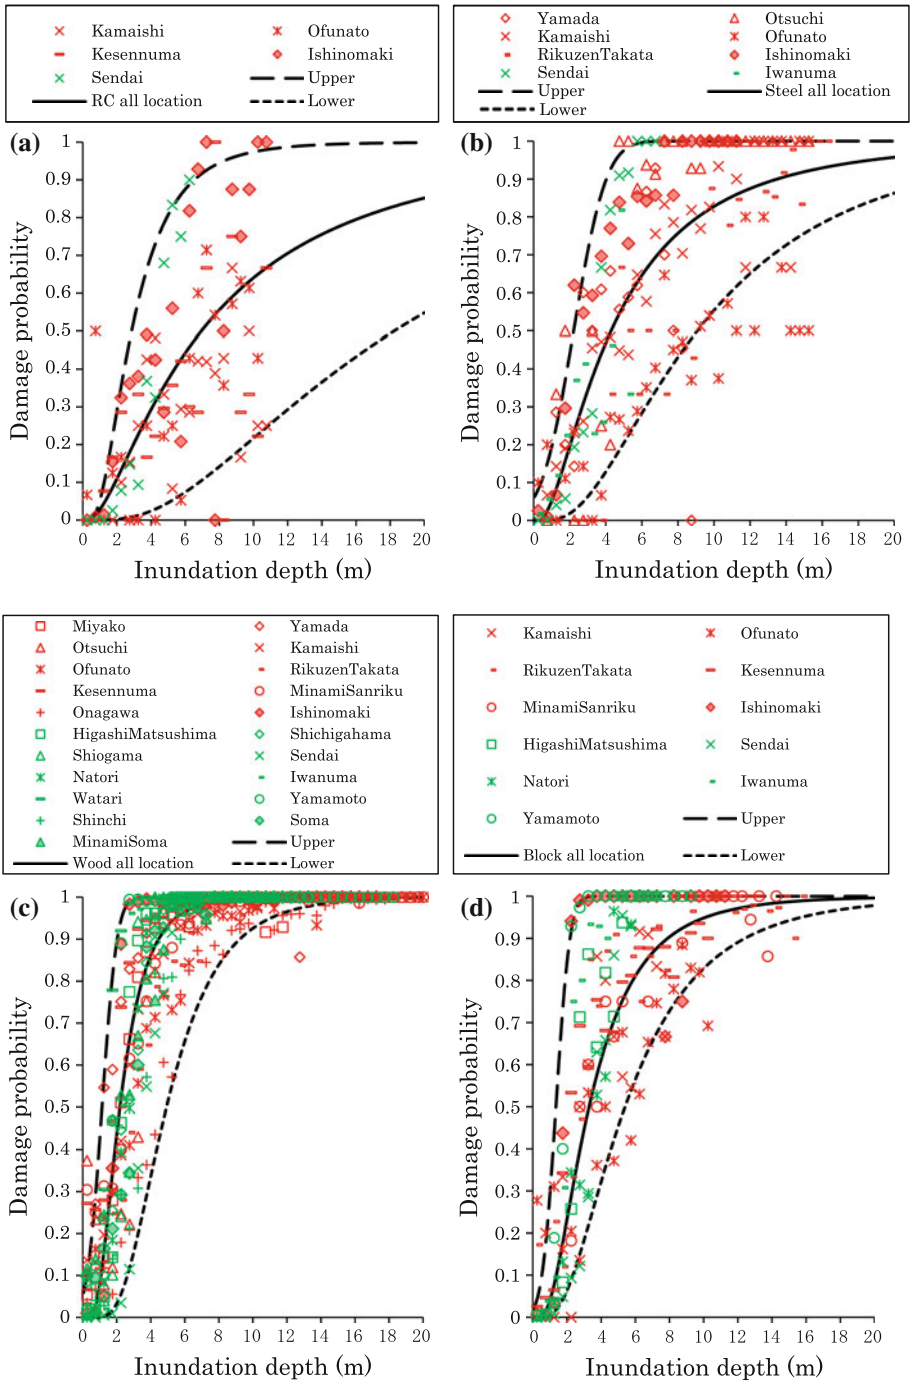 Kamaishi Ofunato
Kesennuma Ishinomaki
Sendai Upper
RC all location Lower
Yamada Otsuchi
Kamaishi Ofunato
RikuzenTakata Ishinomaki
Sendai Iwanuma
Upper Steel all location
Lower
(a)
1
0.9
0.8
0.7
0.6
0.5
0.4
0.3
0.2
0.1
0
Damage probability
0 2 4 6 8 10 12 14 16 18 20
Inundation depth (m)
(b)
1
0.9
0.8
0.7
0.6
0.5
0.4
0.3
0.2
0.1
0
Damage probability
0 2 4 6 8 10 12 14 16 18 20
Inundation depth (m)
Miyako Yamada
Otsuchi Kamaishi
Ofunato RikuzenTakata
Kesennuma MinamiSanriku
Onagawa Ishinomaki
HigashiMatsushima Shichigahama
Shiogama Sendai
Natori Iwanuma
Watari Yamamoto
Shinchi Soma
MinamiSoma Upper
Wood all location Lower
Kamaishi Ofunato
RikuzenTakata Kesennuma
MinamiSanriku Ishinomaki
HigashiMatsushima Sendai
Natori Iwanuma
Yamamoto Upper
Block all location Lower
(c)
1
0.9
0.8
0.7
0.6
0.5
0.4
0.3
0.2
0.1
0
Damage probability
0 2 4 6 8 10 12 14 16 18 20
Inundation depth (m)
(d)
1
0.9
0.8
0.7
0.6
0.5
0.4
0.3
0.2
0.1
0
Damage probability
0 2 4 6 8 10 12 14 16 18 20
Inundation depth (m)